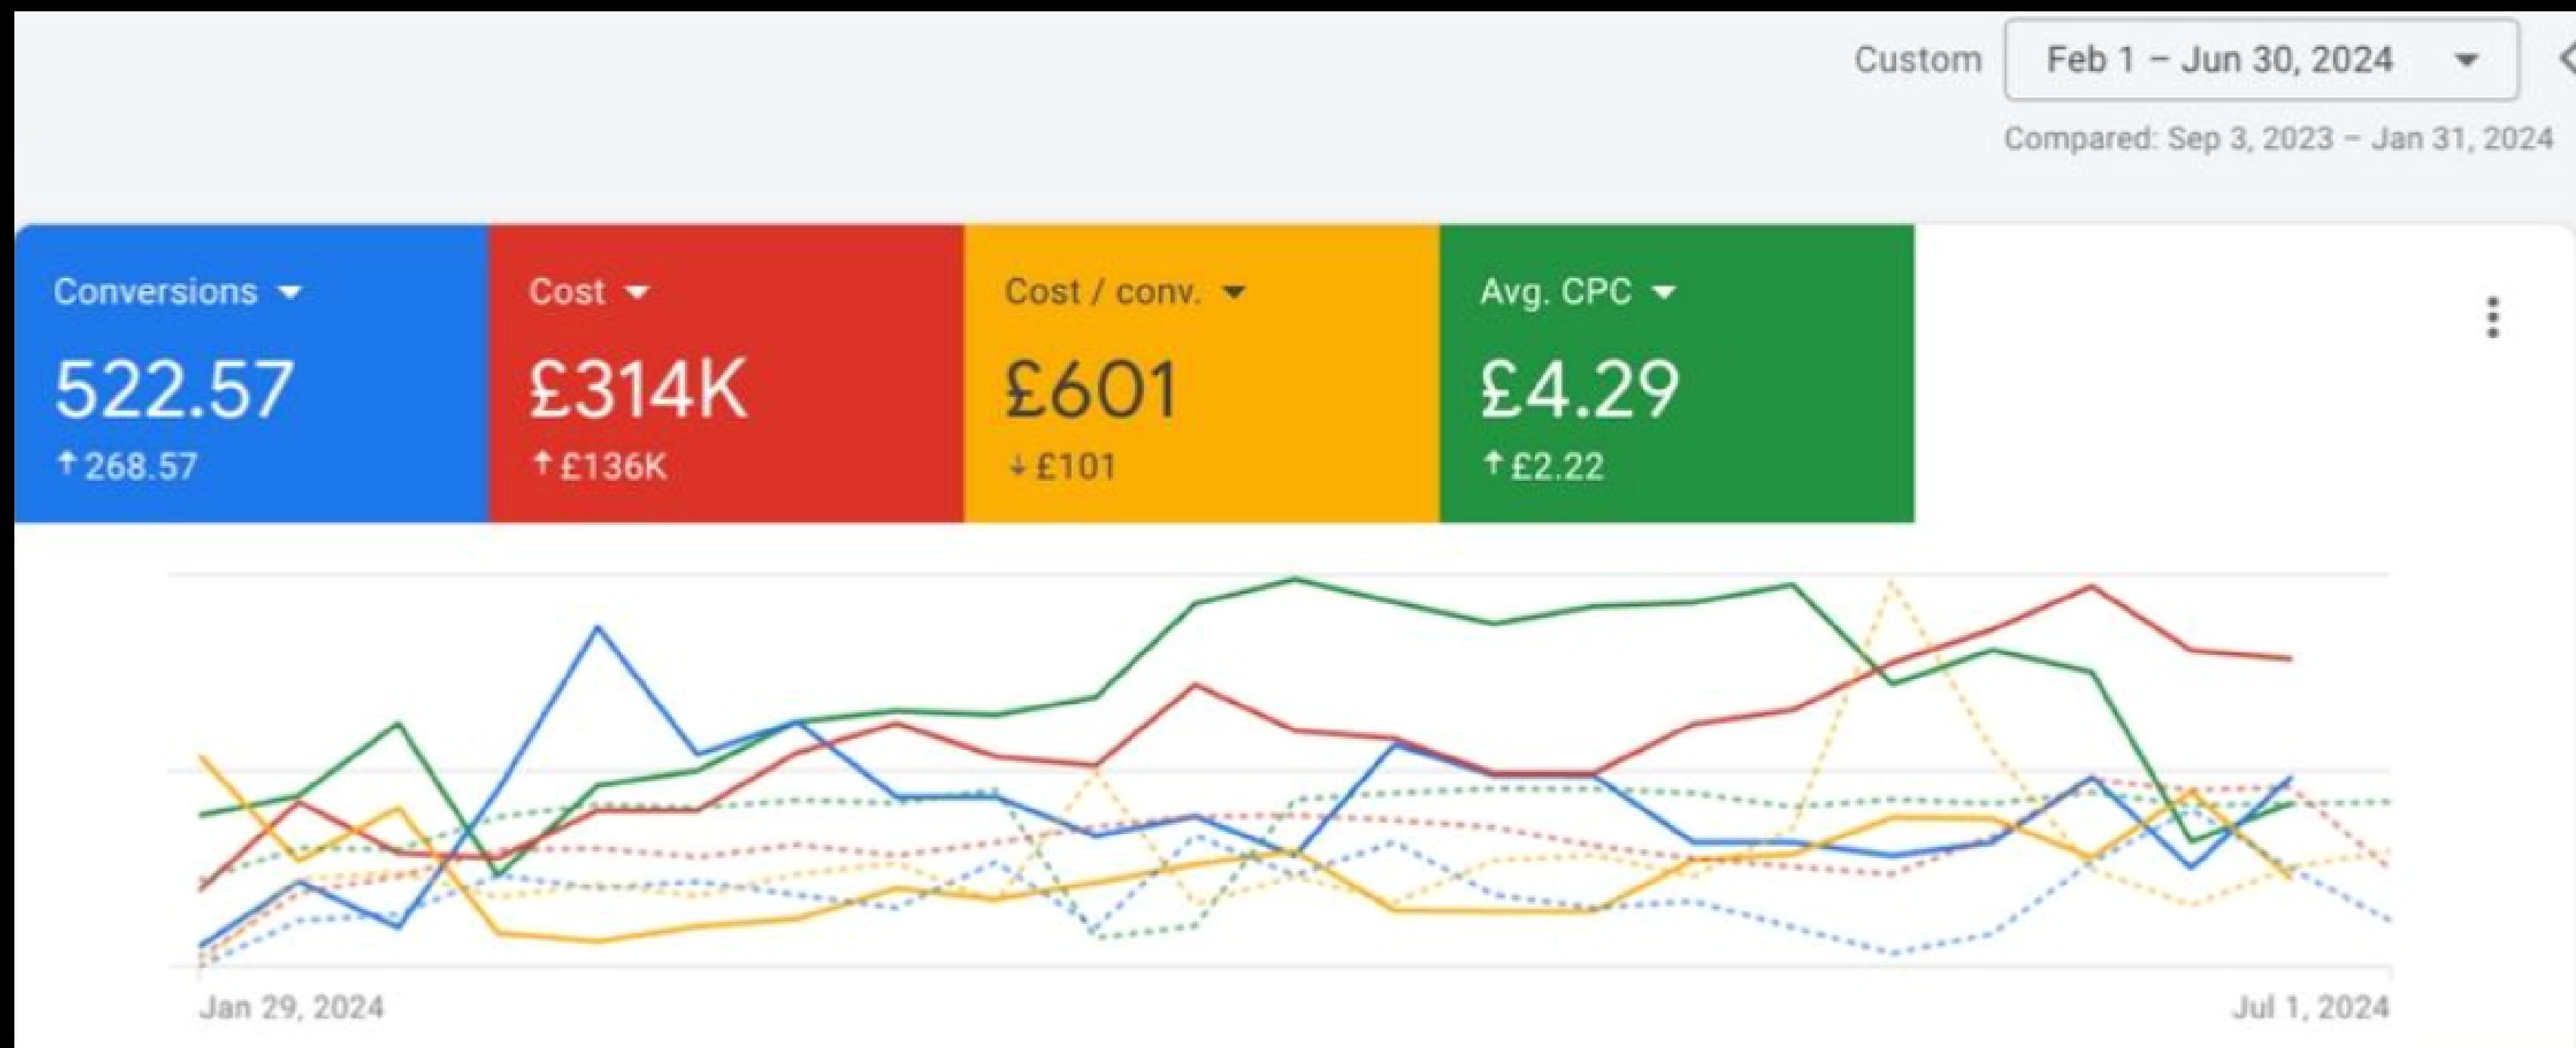 Custom Feb 1 – Jun 30, 2024
Compared: Sep 3, 2023 – Jan 31, 2024
Conversions Cost Cost / conv. Avg. CPC
522.57 £314K £601 £4.29
↑ 268.57 ↑ £136K ↓ £101 ↑ £2.22
Jan 29, 2024 Jul 1, 2024